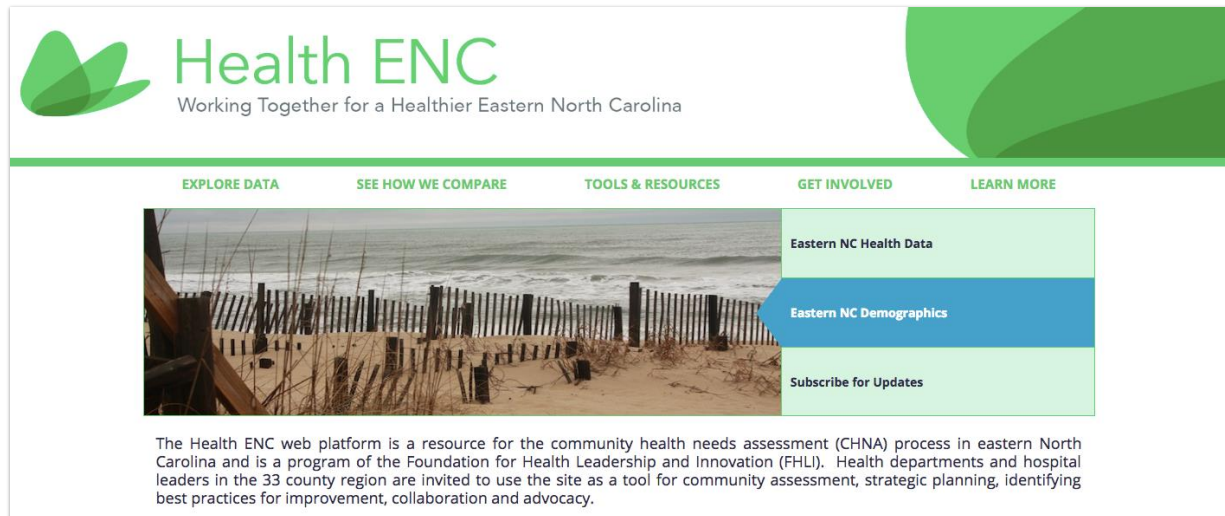 Health ENC
Working Together for a Healthier Eastern North Carolina
EXPLORE DATA SEE HOW WE COMPARE TOOLS & RESOURCES GET INVOLVED LEARN MORE
Eastern NC Health Data
Eastern NC Demographics
Subscribe for Updates
The Health ENC web platform is a resource for the community health needs assessment (CHNA) process in eastern North
Carolina and is a program of the Foundation for Health Leadership and Innovation (FHLI). Health departments and hospital
leaders in the 33 county region are invited to use the site as a tool for community assessment, strategic planning, identifying
best practices for improvement, collaboration and advocacy.